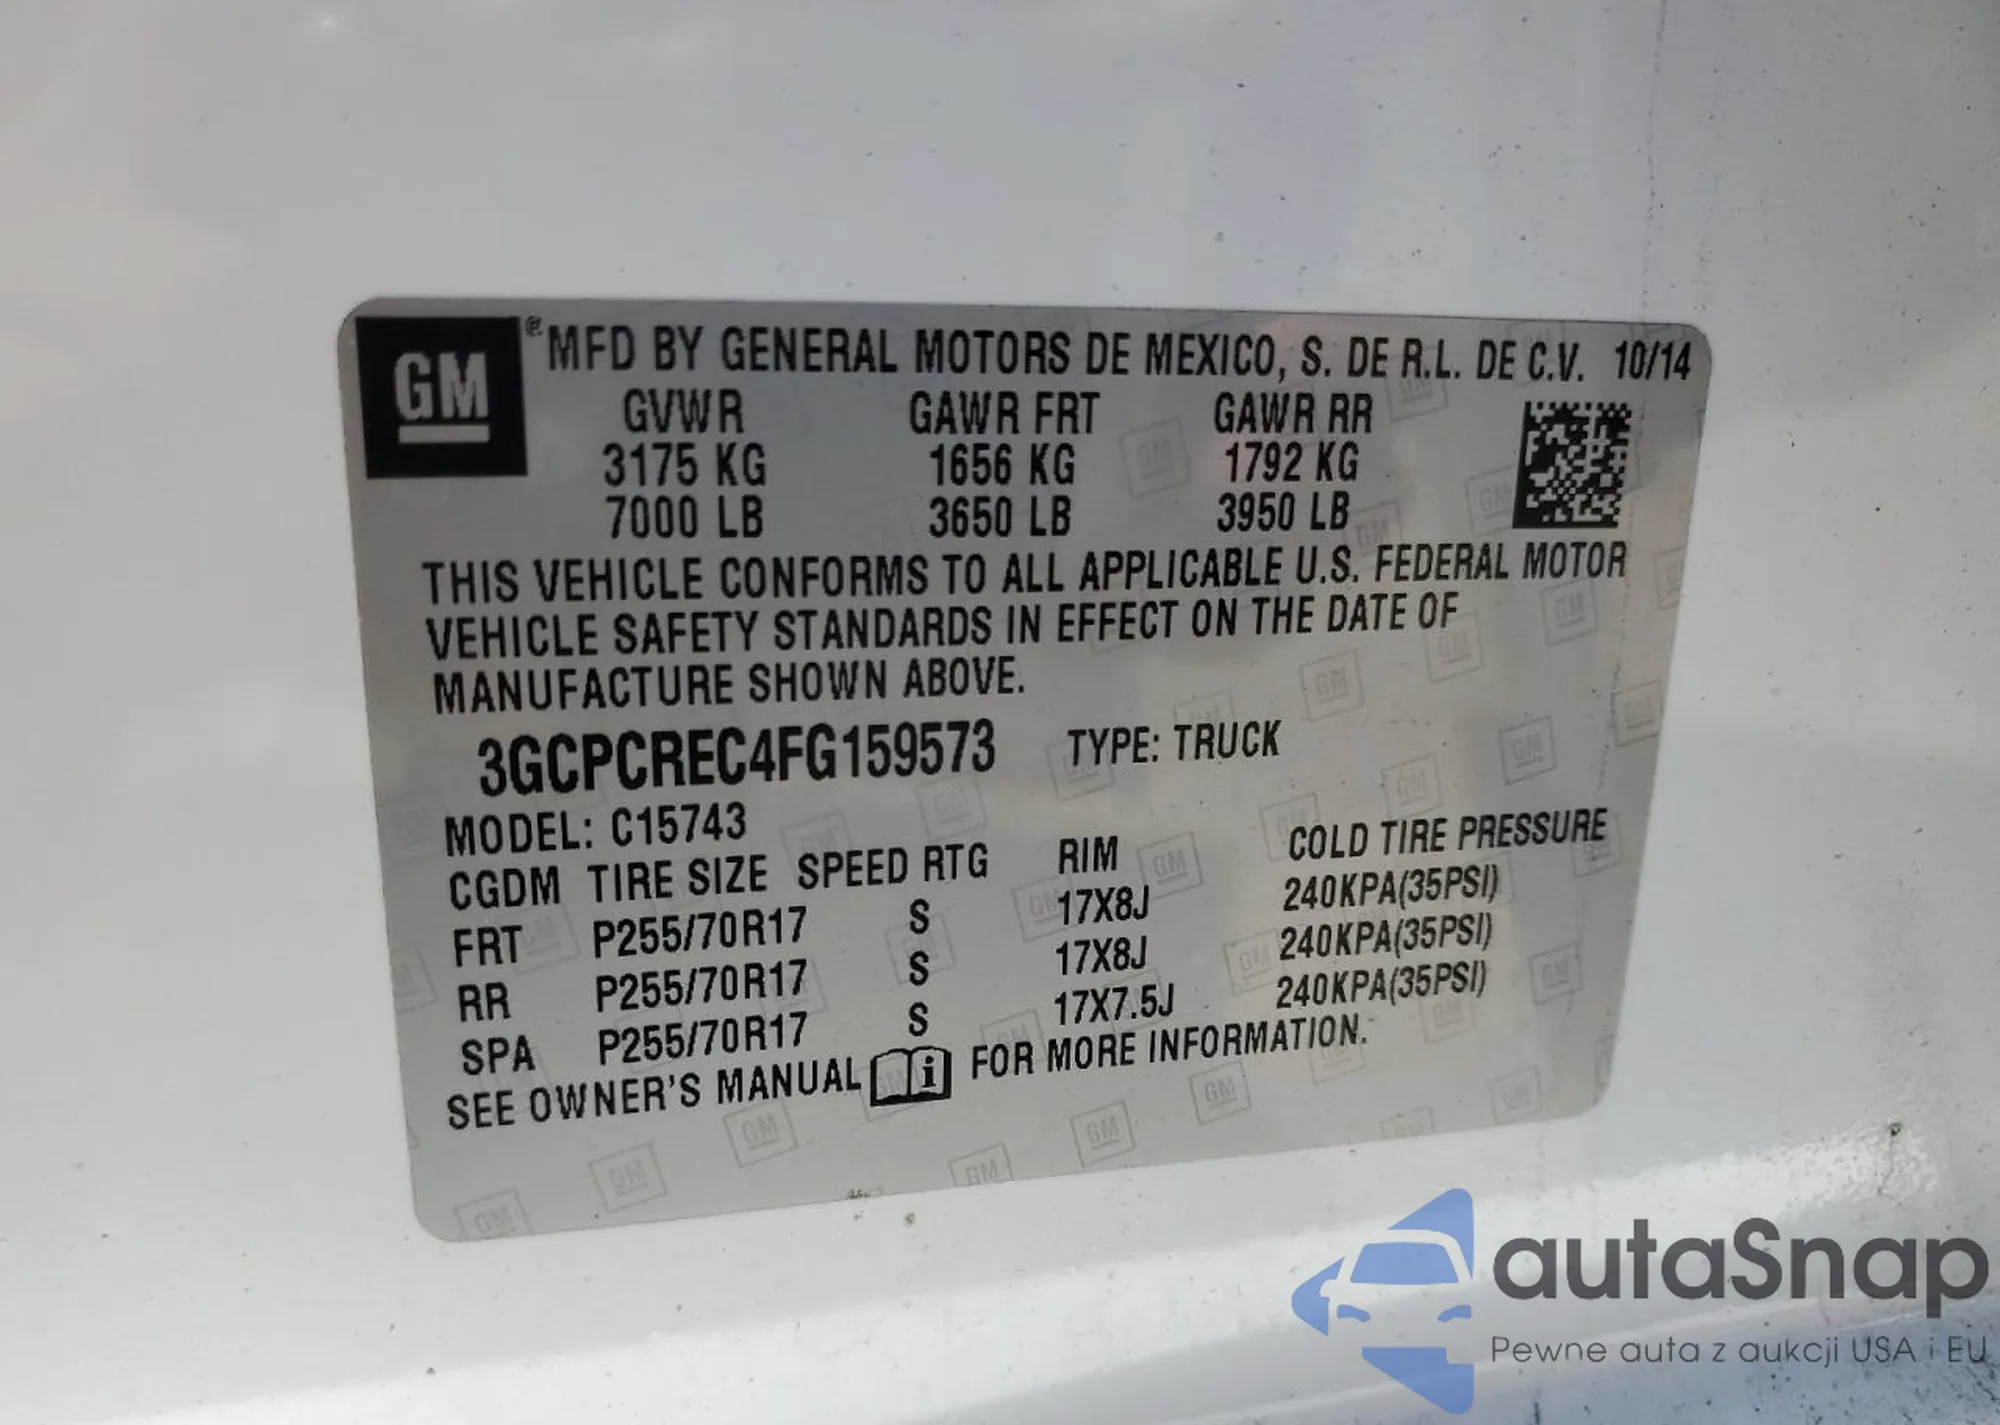 GM
® MFD BY GENERAL MOTORS DE MEXICO, S. DE R.L. DE C.V. 10/14
GVWR GAWR FRT GAWR RR
3175 KG 1656 KG 1792 KG
7000 LB 3650 LB 3950 LB
THIS VEHICLE CONFORMS TO ALL APPLICABLE U.S. FEDERAL MOTOR
VEHICLE SAFETY STANDARDS IN EFFECT ON THE DATE OF
MANUFACTURE SHOWN ABOVE.
3GCPCREC4FG159573 TYPE: TRUCK
MODEL: C15743
CGDM TIRE SIZE SPEED RTG RIM COLD TIRE PRESSURE
FRT P255/70R17 S 17X8J 240KPA(35PSI)
RR P255/70R17 S 17X8J 240KPA(35PSI)
SPA P255/70R17 S 17X7.5J 240KPA(35PSI)
SEE OWNER'S MANUAL i FOR MORE INFORMATION.
autaSnap
Pewne auta z aukcji USA i EU